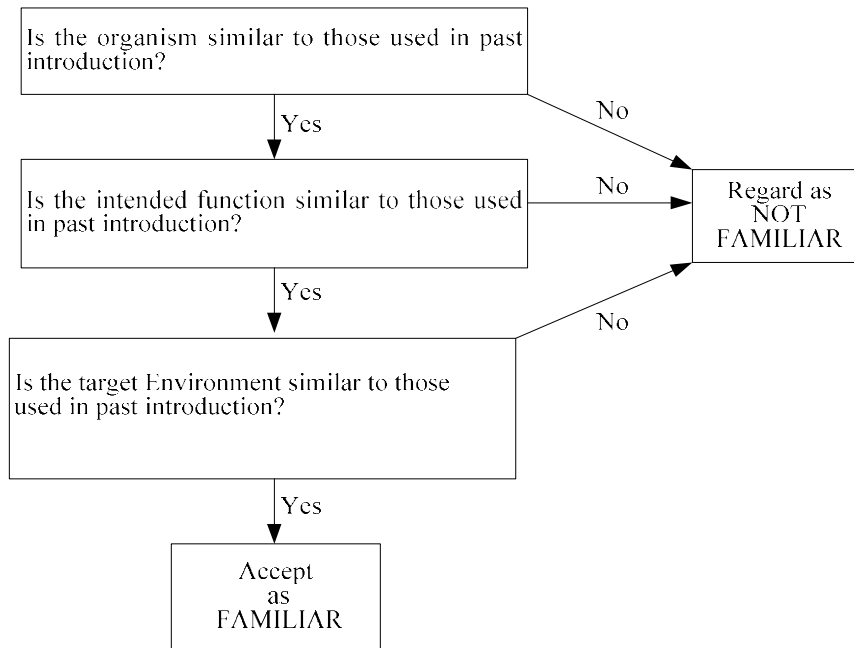 Is the organism similar to those used in past
introduction?
No
Yes
Is the intended function similar to those used
in past introduction?
No
Regard as
NOT
FAMILIAR
Yes
No
Is the target Environment similar to those
used in past introduction?
Yes
Accept
as
FAMILIAR